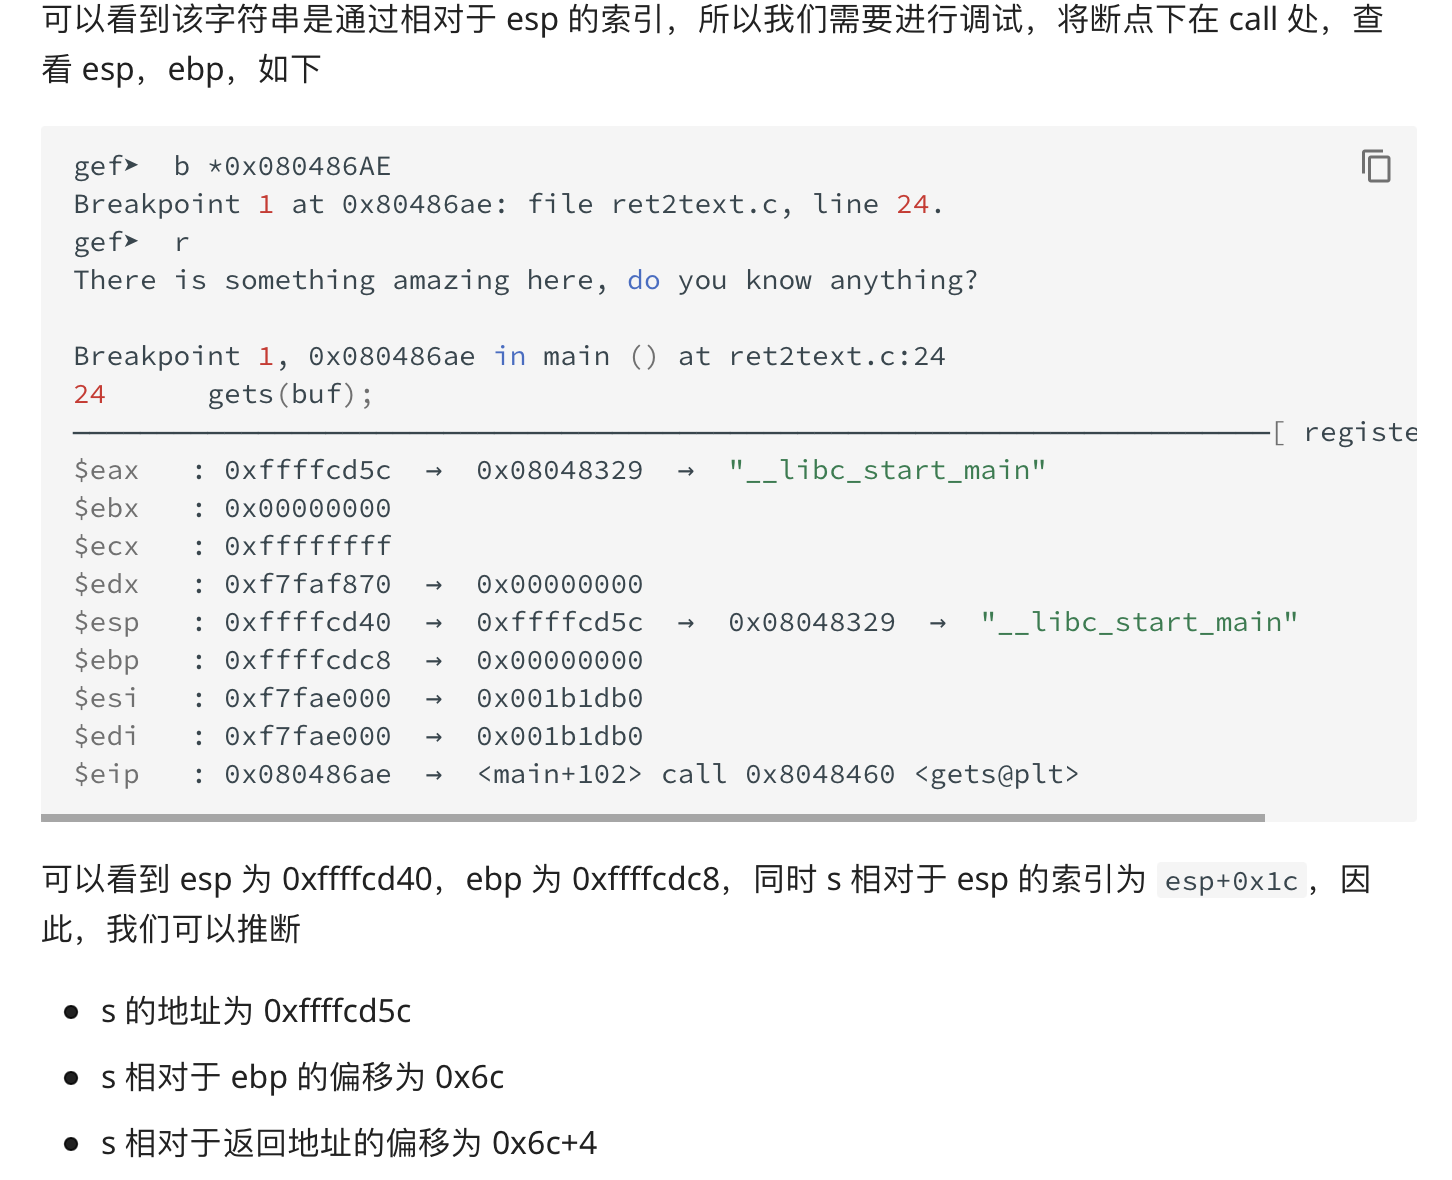 可以看到该字符串是通过相对于 esp 的索引，所以我们需要进行调试，将断点下在 call 处，查
看 esp，ebp，如下
gef➤  b *0x080486AE
Breakpoint 1 at 0x80486ae: file ret2text.c, line 24.
gef➤  r
There is something amazing here, do you know anything?
Breakpoint 1, 0x080486ae in main () at ret2text.c:24
24      gets(buf);
───────────────────────────────────────────────────────────────────────[ registe
$eax   : 0xffffcd5c  →  0x08048329  →  "__libc_start_main"
$ebx   : 0x00000000
$ecx   : 0xffffffff
$edx   : 0xf7faf870  →  0x00000000
$esp   : 0xffffcd40  →  0xffffcd5c  →  0x08048329  →  "__libc_start_main"
$ebp   : 0xffffcdc8  →  0x00000000
$esi   : 0xf7fae000  →  0x001b1db0
$edi   : 0xf7fae000  →  0x001b1db0
$eip   : 0x080486ae  →  <main+102> call 0x8048460 <gets@plt>
可以看到 esp 为 0xffffcd40，ebp 为 0xffffcdc8，同时 s 相对于 esp 的索引为 esp+0x1c，因
此，我们可以推断
• s 的地址为 0xffffcd5c
• s 相对于 ebp 的偏移为 0x6c
• s 相对于返回地址的偏移为 0x6c+4